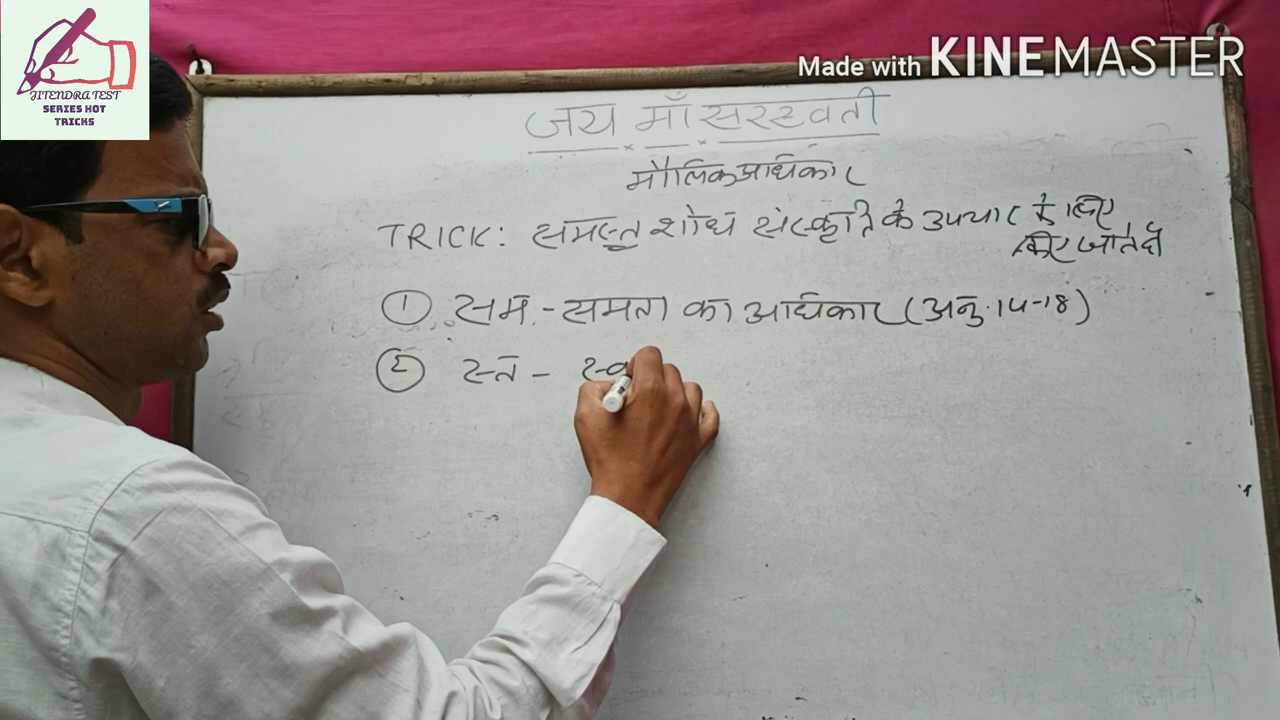 JITENDRA TEST
SERIES HOT
TRICKS
Made with KINEMASTER
जय माँ सरस्वती
मौलिक अधिकार
TRICK: समस्त शोध संस्कृति के उपचार के लिए
किए जाते हैं
① सम - समता का अधिकार (अनु. 14-18)
② स्त - स्व